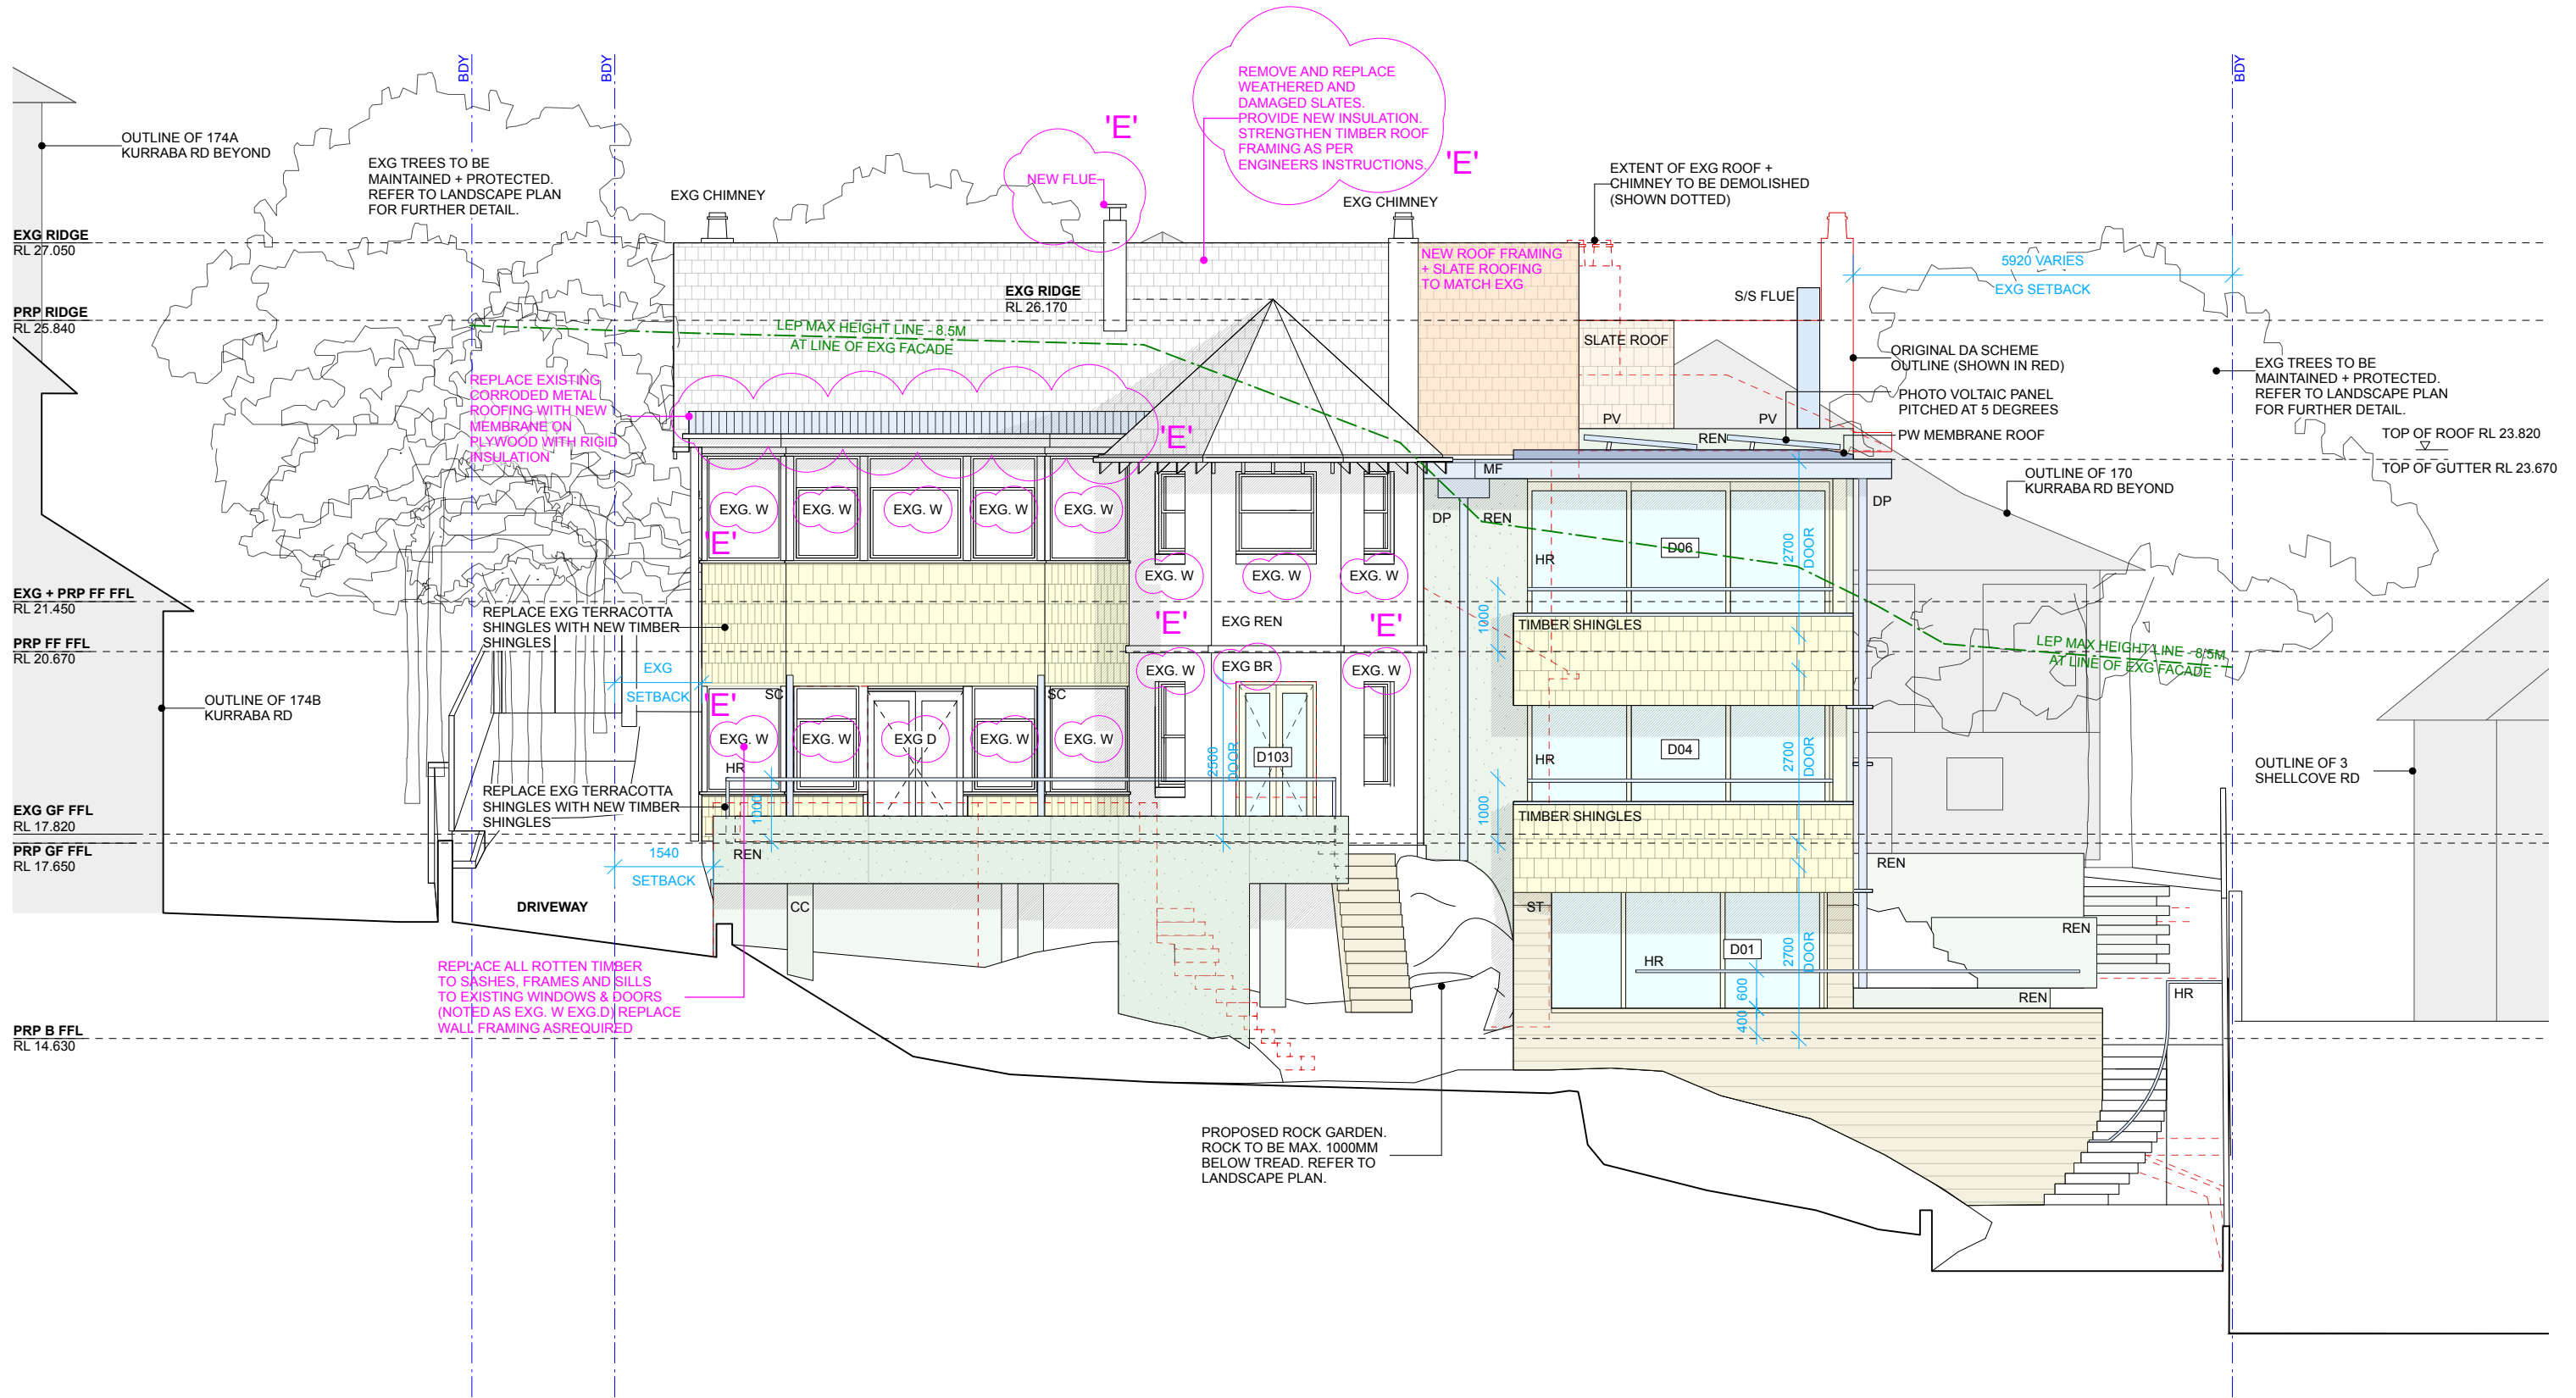 BDY
BDY
BDY
OUTLINE OF 174A
KURRABA RD BEYOND
EXG TREES TO BE
MAINTAINED + PROTECTED.
REFER TO LANDSCAPE PLAN
FOR FURTHER DETAIL.
EXG CHIMNEY
'E'
NEW FLUE
REMOVE AND REPLACE
WEATHERED AND
DAMAGED SLATES.
PROVIDE NEW INSULATION.
STRENGTHEN TIMBER ROOF
FRAMING AS PER
ENGINEERS INSTRUCTIONS.
'E'
EXG CHIMNEY
EXTENT OF EXG ROOF +
CHIMNEY TO BE DEMOLISHED
(SHOWN DOTTED)
EXG RIDGE
RL 27.050
NEW ROOF FRAMING
+ SLATE ROOFING
TO MATCH EXG
5920 VARIES
EXG SETBACK
S/S FLUE
EXG RIDGE
RL 26.170
PRP RIDGE
RL 25.840
LEP MAX HEIGHT LINE - 8.5M
AT LINE OF EXG FACADE
SLATE ROOF
ORIGINAL DA SCHEME
OUTLINE (SHOWN IN RED)
EXG TREES TO BE
MAINTAINED + PROTECTED.
REFER TO LANDSCAPE PLAN
FOR FURTHER DETAIL.
REPLACE EXISTING
CORRODED METAL
ROOFING WITH NEW
MEMBRANE ON
PLYWOOD WITH RIGID
INSULATION
PHOTO VOLTAIC PANEL
PITCHED AT 5 DEGREES
PV
PV
REN
'E'
PW MEMBRANE ROOF
TOP OF ROOF RL 23.820
TOP OF GUTTER RL 23.670
MF
OUTLINE OF 170
KURRABA RD BEYOND
DP
DP
REN
EXG. W
EXG. W
EXG. W
EXG. W
EXG. W
'E'
D06
2700
DOOR
HR
EXG. W
EXG. W
EXG. W
EXG + PRP FF FFL
RL 21.450
REPLACE EXG TERRACOTTA
SHINGLES WITH NEW TIMBER
SHINGLES
'E'
EXG REN
'E'
1000
TIMBER SHINGLES
PRP FF FFL
RL 20.670
LEP MAX HEIGHT LINE - 8.5M
AT LINE OF EXG FACADE
EXG
SETBACK
EXG. W
EXG BR
EXG. W
OUTLINE OF 174B
KURRABA RD
'E'
SC
SC
EXG. W
EXG. W
EXG D
EXG. W
EXG. W
2500
DOOR
D103
HR
D04
2700
DOOR
HR
OUTLINE OF 3
SHELLCOVE RD
REPLACE EXG TERRACOTTA
SHINGLES WITH NEW TIMBER
SHINGLES
1000
1000
TIMBER SHINGLES
EXG GF FFL
RL 17.820
PRP GF FFL
RL 17.650
1540
SETBACK
REN
REN
DRIVEWAY
CC
ST
REN
D01
2700
DOOR
HR
600
400
REN
HR
REPLACE ALL ROTTEN TIMBER
TO SASHES, FRAMES AND SILLS
TO EXISTING WINDOWS & DOORS
(NOTED AS EXG. W EXG.D) REPLACE
WALL FRAMING ASREQUIRED
PRP B FFL
RL 14.630
PROPOSED ROCK GARDEN.
ROCK TO BE MAX. 1000MM
BELOW TREAD. REFER TO
LANDSCAPE PLAN.